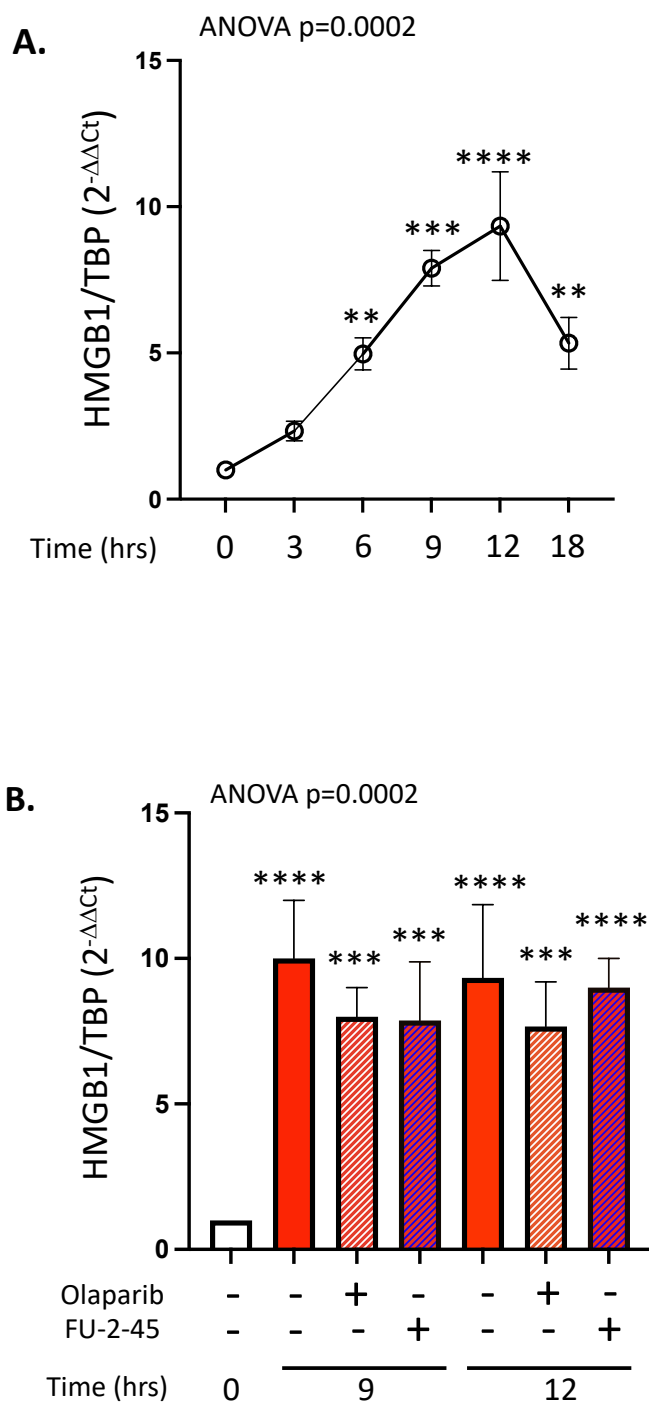 A.
ANOVA p=0.0002
HMGB1/TBP (2-ΔΔCt)
15
10
5
0
**
***
****
**
Time (hrs) 0 3 6 9 12 18
B.
ANOVA p=0.0002
HMGB1/TBP (2-ΔΔCt)
15
10
5
0
****
***
***
****
***
****
Olaparib - - + - - + -
FU-2-45 - - - + - - +
Time (hrs) 0 9 12